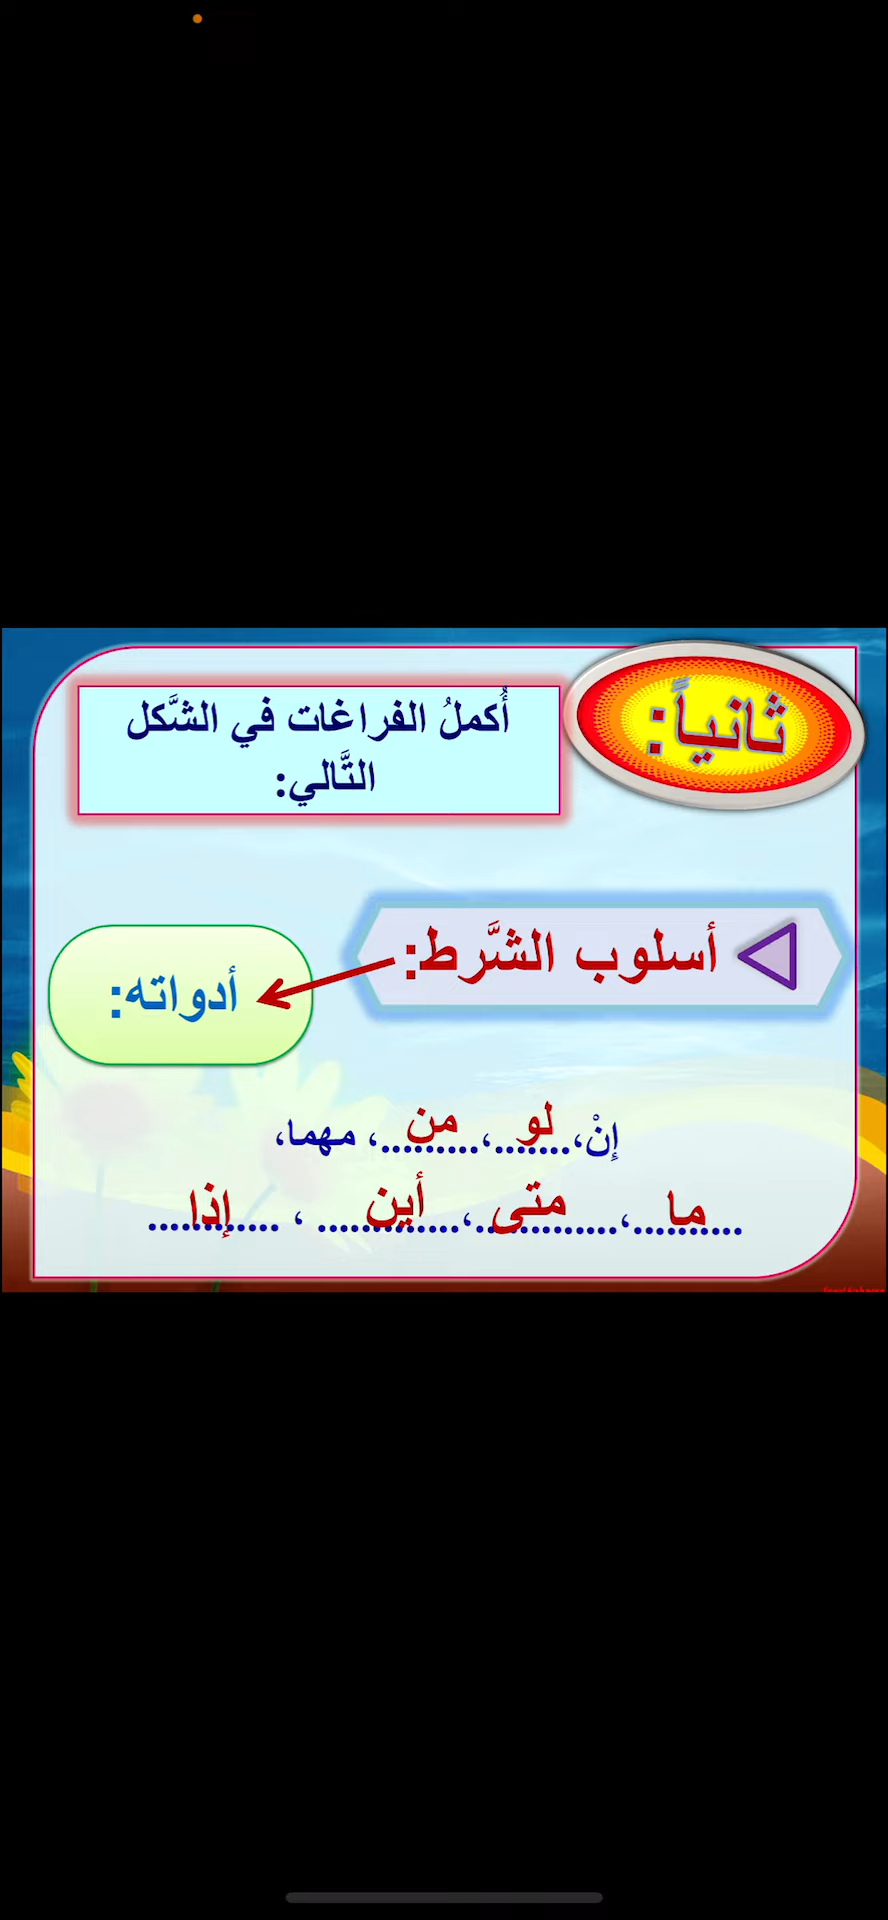 ثانياً:
أُكملُ الفراغات في الشَّكل
التَّالي:
أسلوب الشَّرط:
أدواته:
إنْ، لو، من، مهما،
ما، متى، أين، إذا